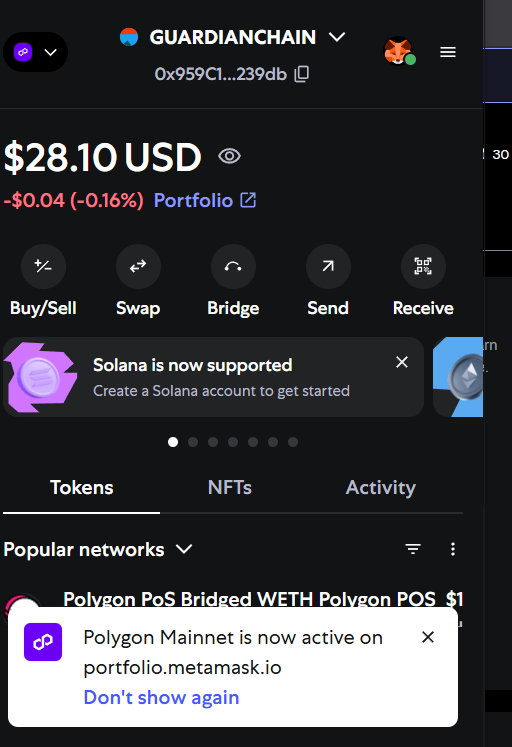 GUARDIANCHAIN
0x959C1...239db
$28.10 USD
-$0.04 (-0.16%) Portfolio
30
Buy/Sell Swap Bridge Send Receive
Solana is now supported
Create a Solana account to get started
Tokens NFTs Activity
Popular networks
Polygon PoS Bridged WETH Polygon POS $1
Polygon Mainnet is now active on
portfolio.metamask.io
Don't show again